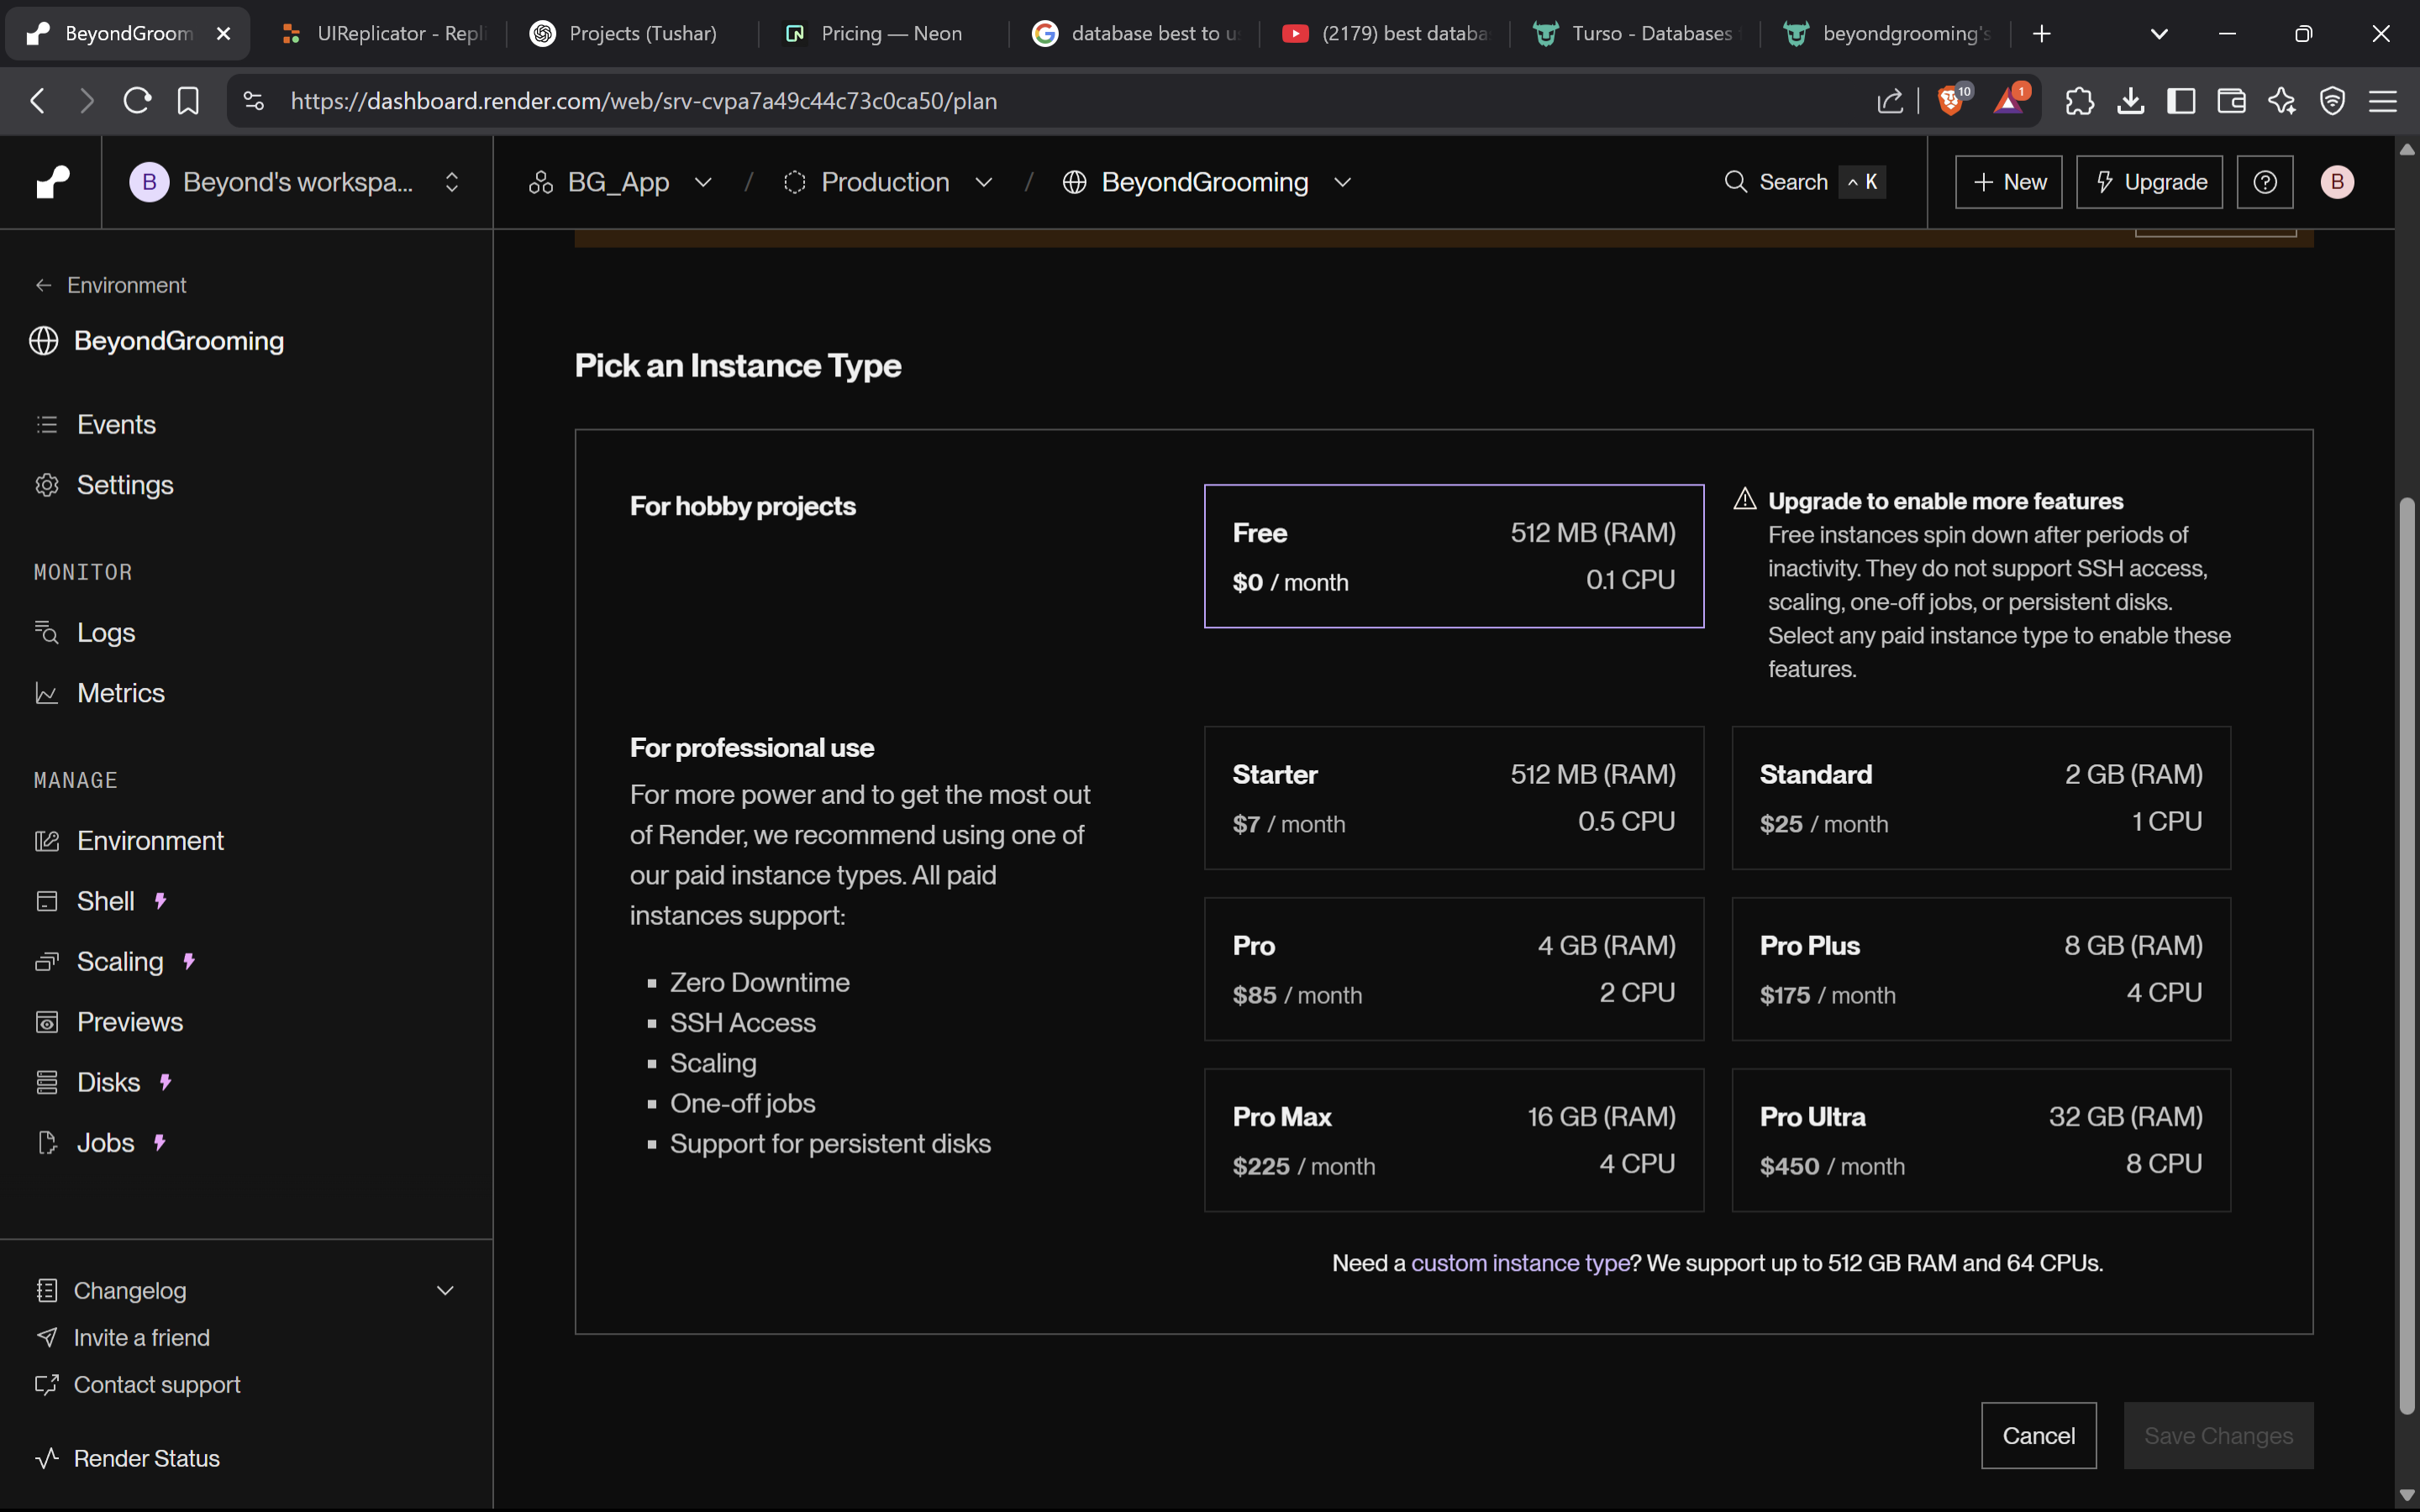 BeyondGroom
UIReplicator - Repl
Projects (Tushar)
Pricing — Neon
database best to u
(2179) best databa
Turso - Databases
beyondgrooming's
https://dashboard.render.com/web/srv-cvpa7a49c44c73c0ca50/plan
10
1
B
Beyond's workspa...
BG_App
/
Production
/
BeyondGrooming
Search
^ K
+ New
Upgrade
B
← Environment
BeyondGrooming
Events
Settings
MONITOR
Logs
Metrics
MANAGE
Environment
Shell
Scaling
Previews
Disks
Jobs
Changelog
Invite a friend
Contact support
Render Status
Pick an Instance Type
For hobby projects
Free
512 MB (RAM)
$0 / month
0.1 CPU
Upgrade to enable more features
Free instances spin down after periods of
inactivity. They do not support SSH access,
scaling, one-off jobs, or persistent disks.
Select any paid instance type to enable these
features.
For professional use
For more power and to get the most out
of Render, we recommend using one of
our paid instance types. All paid
instances support:
▪ Zero Downtime
▪ SSH Access
▪ Scaling
▪ One-off jobs
▪ Support for persistent disks
Starter
512 MB (RAM)
$7 / month
0.5 CPU
Standard
2 GB (RAM)
$25 / month
1 CPU
Pro
4 GB (RAM)
$85 / month
2 CPU
Pro Plus
8 GB (RAM)
$175 / month
4 CPU
Pro Max
16 GB (RAM)
$225 / month
4 CPU
Pro Ultra
32 GB (RAM)
$450 / month
8 CPU
Need a custom instance type? We support up to 512 GB RAM and 64 CPUs.
Cancel
Save Changes